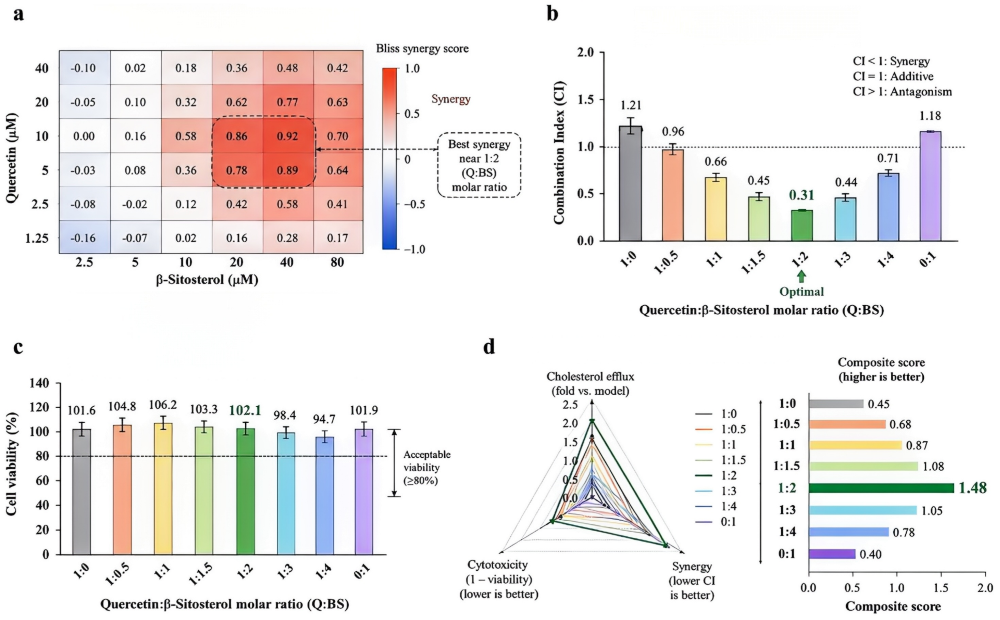 a
Bliss synergy score
Quercetin (μM)
40 -0.10 0.02 0.18 0.36 0.48 0.42
20 -0.05 0.10 0.32 0.62 0.77 0.63
10 0.00 0.16 0.58 0.86 0.92 0.70
5 -0.03 0.08 0.36 0.78 0.89 0.64
2.5 -0.08 -0.02 0.12 0.42 0.58 0.41
1.25 -0.16 -0.07 0.02 0.16 0.28 0.17
2.5 5 10 20 40 80
β-Sitosterol (μM)
1.0
0.5
0
–0.5
–1.0
Synergy
Best synergy
near 1:2
(Q:BS)
molar ratio
b
Combination Index (CI)
2.0
1.5
1.0
0.5
0.0
CI < 1: Synergy
CI = 1: Additive
CI > 1: Antagonism
1.21 0.96 0.66 0.45 0.31 0.44 0.71 1.18
1:0 1:0.5 1:1 1:1.5 1:2 1:3 1:4 0:1
Optimal
Quercetin:β-Sitosterol molar ratio (Q:BS)
c
Cell viability (%)
140
120
100
80
60
40
20
0
101.6 104.8 106.2 103.3 102.1 98.4 94.7 101.9
Acceptable
viability
(≥80%)
1:0 1:0.5 1:1 1:1.5 1:2 1:3 1:4 0:1
Quercetin:β-Sitosterol molar ratio (Q:BS)
d
Cholesterol efflux
(fold vs. model)
2.5
2.0
1.5
1.0
0.5
0.0
Cytotoxicity
(1 – viability)
(lower is better)
Synergy
(lower CI
is better)
1:0
1:0.5
1:1
1:1.5
1:2
1:3
1:4
0:1
Composite score
(higher is better)
1:0 0.45
1:0.5 0.68
1:1 0.87
1:1.5 1.08
1:2 1.48
1:3 1.05
1:4 0.78
0:1 0.40
0.0 0.5 1.0 1.5 2.0
Composite score